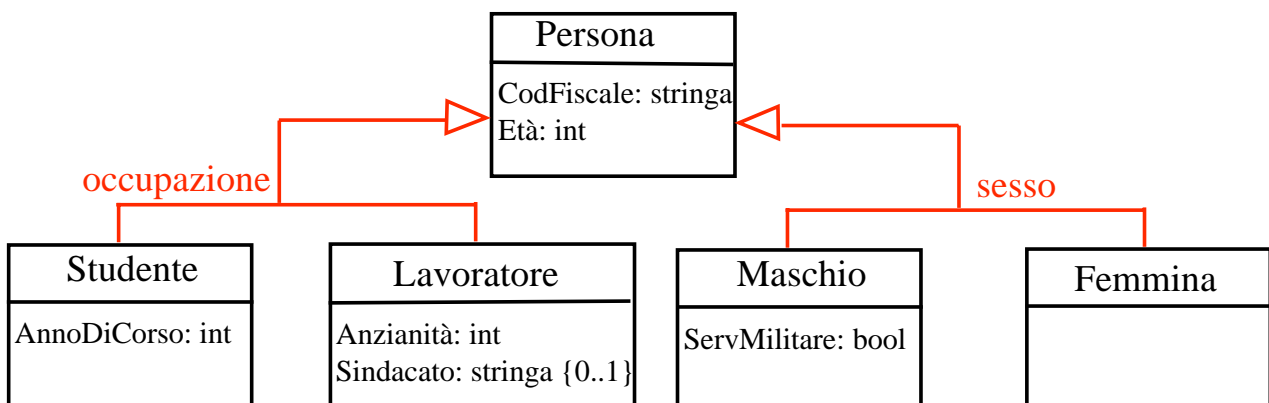 Persona
CodFiscale: stringa
Età: int
occupazione
sesso
Studente
AnnoDiCorso: int
Lavoratore
Anzianità: int
Sindacato: stringa {0..1}
Maschio
ServMilitare: bool
Femmina